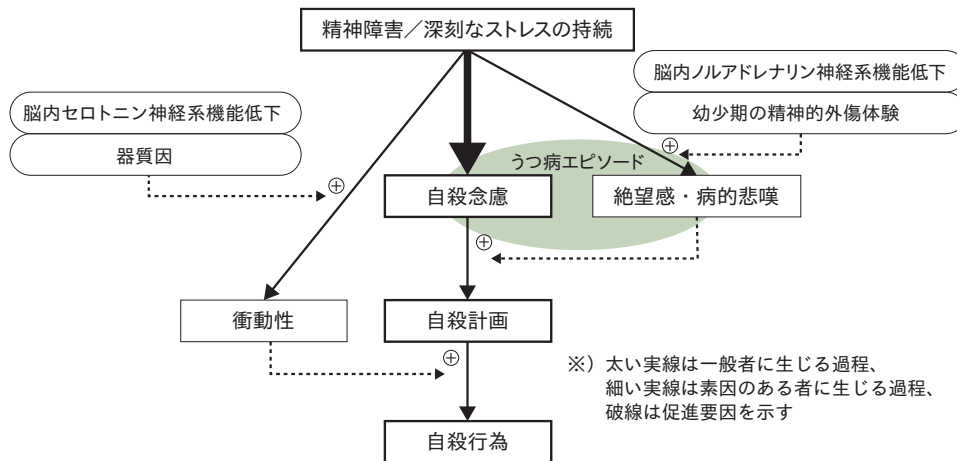 精神障害／深刻なストレスの持続
脳内ノルアドレナリン神経系機能低下
幼少期の精神的外傷体験
脳内セロトニン神経系機能低下
器質因
⊕
うつ病エピソード
⊕
自殺念慮
絶望感・病的悲嘆
⊕
衝動性
自殺計画
⊕
※）太い実線は一般者に生じる過程、
細い実線は素因のある者に生じる過程、
破線は促進要因を示す
自殺行為